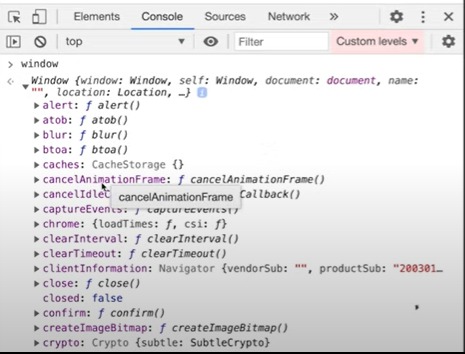 Elements Console Sources Network »
top ▼ Filter Custom levels ▼
> window
Window {window: Window, self: Window, document: document, name:
"", location: Location, …} i
▶ alert: ƒ alert()
▶ atob: ƒ atob()
▶ blur: ƒ blur()
▶ btoa: ƒ btoa()
▶ caches: CacheStorage {}
▶ cancelAnimationFrame: ƒ cancelAnimationFrame()
▶ cancelIdleC Callback()
cancelAnimationFrame
▶ captureEvents: ƒ captureEvents()
▶ chrome: {loadTimes: ƒ, csi: ƒ}
▶ clearInterval: ƒ clearInterval()
▶ clearTimeout: ƒ clearTimeout()
▶ clientInformation: Navigator {vendorSub: "", productSub: "200301…
▶ close: ƒ close()
closed: false
▶ confirm: ƒ confirm()
▶ createImageBitmap: ƒ createImageBitmap()
▶ crypto: Crypto {subtle: SubtleCrypto}